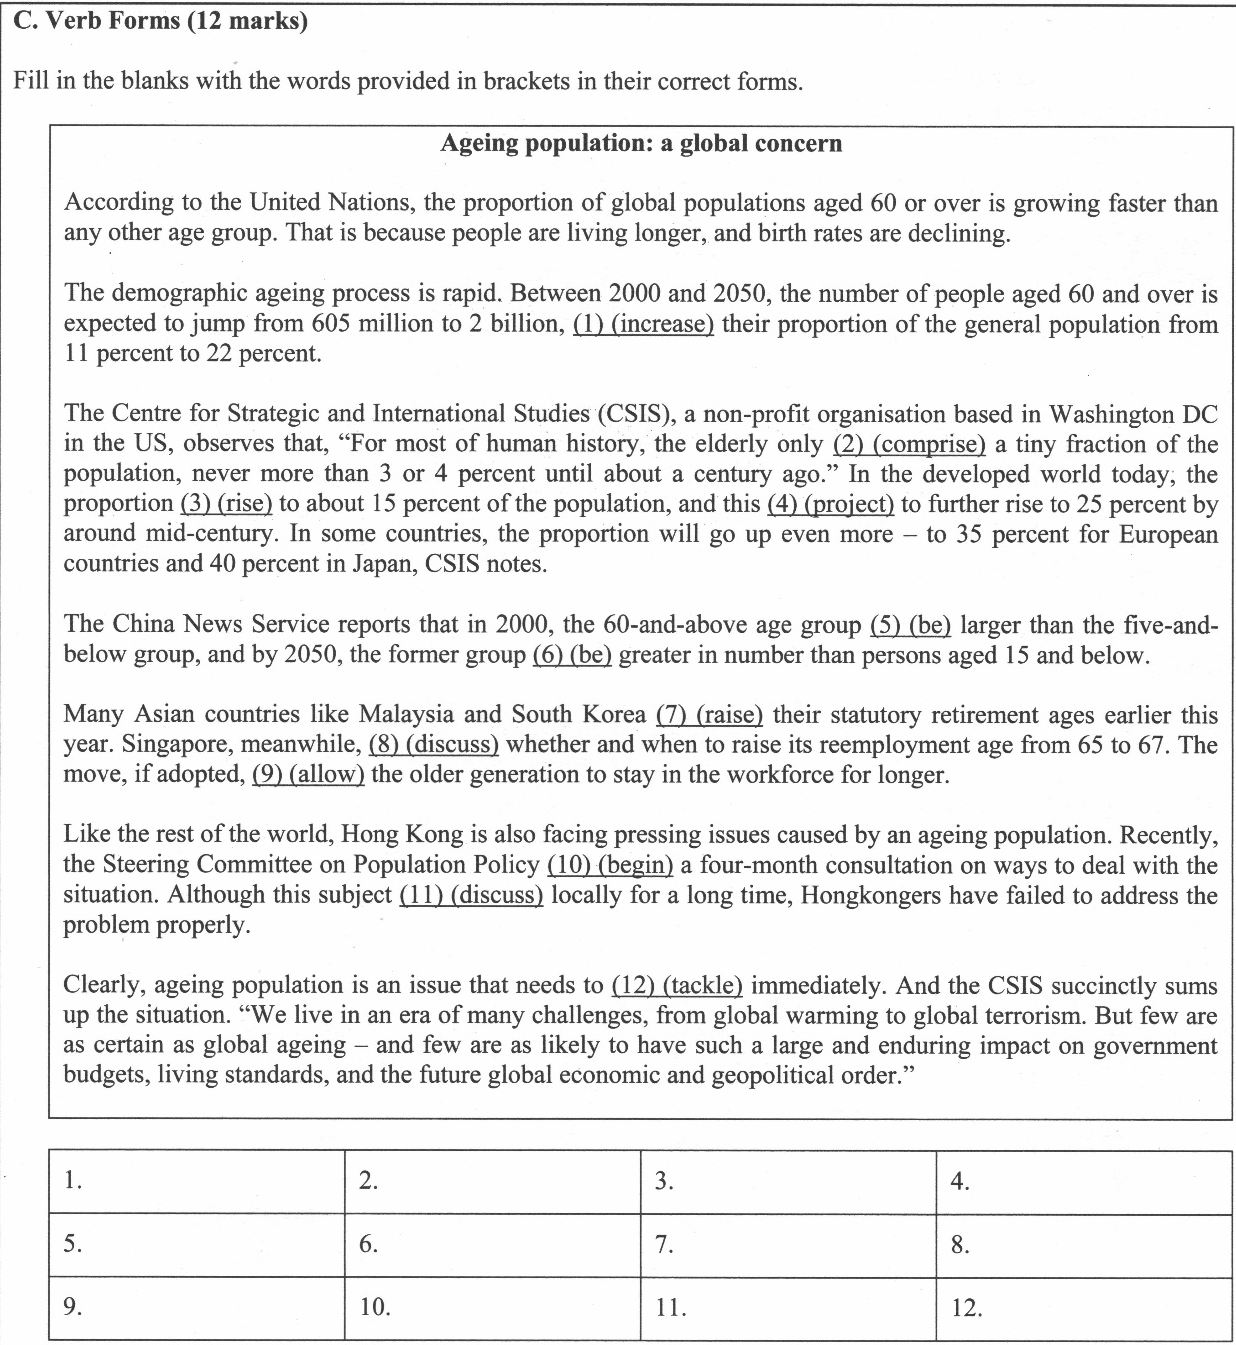 C. Verb Forms (12 marks)
Fill in the blanks with the words provided in brackets in their correct forms.
Ageing population: a global concern
According to the United Nations, the proportion of global populations aged 60 or over is growing faster than
any other age group. That is because people are living longer, and birth rates are declining.
The demographic ageing process is rapid. Between 2000 and 2050, the number of people aged 60 and over is
expected to jump from 605 million to 2 billion, (1) (increase) their proportion of the general population from
11 percent to 22 percent.
The Centre for Strategic and International Studies (CSIS), a non-profit organisation based in Washington DC
in the US, observes that, “For most of human history, the elderly only (2) (comprise) a tiny fraction of the
population, never more than 3 or 4 percent until about a century ago.” In the developed world today, the
proportion (3) (rise) to about 15 percent of the population, and this (4) (project) to further rise to 25 percent by
around mid-century. In some countries, the proportion will go up even more – to 35 percent for European
countries and 40 percent in Japan, CSIS notes.
The China News Service reports that in 2000, the 60-and-above age group (5) (be) larger than the five-and-
below group, and by 2050, the former group (6) (be) greater in number than persons aged 15 and below.
Many Asian countries like Malaysia and South Korea (7) (raise) their statutory retirement ages earlier this
year. Singapore, meanwhile, (8) (discuss) whether and when to raise its reemployment age from 65 to 67. The
move, if adopted, (9) (allow) the older generation to stay in the workforce for longer.
Like the rest of the world, Hong Kong is also facing pressing issues caused by an ageing population. Recently,
the Steering Committee on Population Policy (10) (begin) a four-month consultation on ways to deal with the
situation. Although this subject (11) (discuss) locally for a long time, Hongkongers have failed to address the
problem properly.
Clearly, ageing population is an issue that needs to (12) (tackle) immediately. And the CSIS succinctly sums
up the situation. “We live in an era of many challenges, from global warming to global terrorism. But few are
as certain as global ageing – and few are as likely to have such a large and enduring impact on government
budgets, living standards, and the future global economic and geopolitical order.”
1. 2. 3. 4.
5. 6. 7. 8.
9. 10. 11. 12.